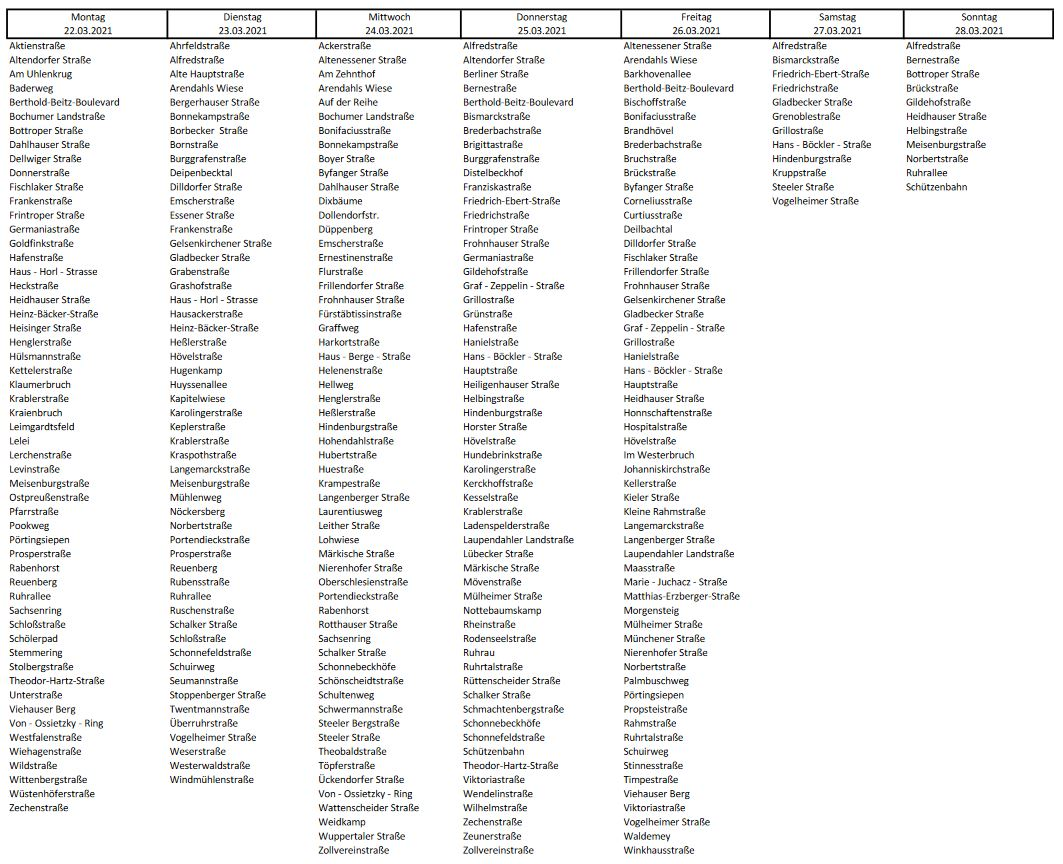 Montag
22.03.2021
Aktienstraße
Altendorfer Straße
Am Uhlenkrug
Baderweg
Berthold-Beitz-Boulevard
Bochumer Landstraße
Bottroper Straße
Dahlhauser Straße
Dellwiger Straße
Donnerstraße
Fischlaker Straße
Frankenstraße
Frintroper Straße
Germaniastraße
Goldfinkstraße
Hafenstraße
Haus - Horl - Strasse
Heckstraße
Heidhauser Straße
Heinz-Bäcker-Straße
Heisinger Straße
Henglerstraße
Hülsmannstraße
Kettelerstraße
Klaumerbruch
Krablerstraße
Kraienbruch
Leimgardtsfeld
Lelei
Lerchenstraße
Levinstraße
Meisenburgstraße
Ostpreußenstraße
Pfarrstraße
Pookweg
Pörtingsiepen
Prosperstraße
Rabenhorst
Reuenberg
Ruhrallee
Sachsenring
Schloßstraße
Schölerpad
Stemmering
Stolbergstraße
Theodor-Hartz-Straße
Unterstraße
Viehauser Berg
Von - Ossietzky - Ring
Westfalenstraße
Wiehagenstraße
Wildstraße
Wittenbergstraße
Wüstenhöferstraße
Zechenstraße
Dienstag
23.03.2021
Ahrfeldstraße
Alfredstraße
Alte Hauptstraße
Arendahls Wiese
Bergerhauser Straße
Bonnekampstraße
Borbecker  Straße
Bornstraße
Burggrafenstraße
Deipenbecktal
Dilldorfer Straße
Emscherstraße
Essener Straße
Frankenstraße
Gelsenkirchener Straße
Gladbecker Straße
Grabenstraße
Grashofstraße
Haus - Horl - Strasse
Hausackerstraße
Heinz-Bäcker-Straße
Heßlerstraße
Hövelstraße
Hugenkamp
Huyssenallee
Kapitelwiese
Karolingerstraße
Keplerstraße
Krablerstraße
Kraspothstraße
Langemarckstraße
Meisenburgstraße
Mühlenweg
Nöckersberg
Norbertstraße
Portendieckstraße
Prosperstraße
Reuenberg
Rubensstraße
Ruhrallee
Ruschenstraße
Schalker Straße
Schloßstraße
Schonnefeldstraße
Schuirweg
Seumannstraße
Stoppenberger Straße
Twentmannstraße
Überruhrstraße
Vogelheimer Straße
Weserstraße
Westerwaldstraße
Windmühlenstraße
Mittwoch
24.03.2021
Ackerstraße
Altenessener Straße
Am Zehnthof
Arendahls Wiese
Auf der Reihe
Bochumer Landstraße
Bonifaciusstraße
Bonnekampstraße
Boyer Straße
Byfanger Straße
Dahlhauser Straße
Dixbäume
Dollendorfstr.
Düppenberg
Emscherstraße
Ernestinenstraße
Flurstraße
Frillendorfer Straße
Frohnhauser Straße
Fürstäbtissinstraße
Graffweg
Harkortstraße
Haus - Berge - Straße
Helenenstraße
Hellweg
Henglerstraße
Heßlerstraße
Hindenburgstraße
Hohendahlstraße
Hubertstraße
Huestraße
Krampestraße
Langenberger Straße
Laurentiusweg
Leither Straße
Lohwiese
Märkische Straße
Nierenhofer Straße
Oberschlesienstraße
Portendieckstraße
Rabenhorst
Rotthauser Straße
Sachsenring
Schalker Straße
Schonnebeckhöfe
Schönscheidtstraße
Schultenweg
Schwermannstraße
Steeler Bergstraße
Steeler Straße
Theobaldstraße
Töpferstraße
Ückendorfer Straße
Von - Ossietzky - Ring
Wattenscheider Straße
Weidkamp
Wuppertaler Straße
Zollvereinstraße
Donnerstag
25.03.2021
Alfredstraße
Altendorfer Straße
Berliner Straße
Bernestraße
Berthold-Beitz-Boulevard
Bismarckstraße
Brederbachstraße
Brigittastraße
Burggrafenstraße
Distelbeckhof
Franziskastraße
Friedrich-Ebert-Straße
Friedrichstraße
Frintroper Straße
Frohnhauser Straße
Germaniastraße
Gildehofstraße
Graf - Zeppelin - Straße
Grillostraße
Grünstraße
Hafenstraße
Hanielstraße
Hans - Böckler - Straße
Hauptstraße
Heiligenhauser Straße
Helbingstraße
Hindenburgstraße
Horster Straße
Hövelstraße
Hundebrinkstraße
Karolingerstraße
Kerckhoffstraße
Kesselstraße
Krablerstraße
Ladenspelderstraße
Laupendahler Landstraße
Lübecker Straße
Märkische Straße
Mövenstraße
Mülheimer Straße
Nottebaumskamp
Rheinstraße
Rodenseelstraße
Ruhrau
Ruhrtalstraße
Rüttenscheider Straße
Schalker Straße
Schmachtenbergstraße
Schonnebeckhöfe
Schonnefeldstraße
Schützenbahn
Theodor-Hartz-Straße
Viktoriastraße
Wendelinstraße
Wilhelmstraße
Zechenstraße
Zeunerstraße
Zollvereinstraße
Freitag
26.03.2021
Altenessener Straße
Arendahls Wiese
Barkhovenallee
Berthold-Beitz-Boulevard
Bischoffstraße
Bonifaciusstraße
Brandhövel
Brederbachstraße
Bruchstraße
Brückstraße
Byfanger Straße
Corneliusstraße
Curtiusstraße
Deilbachtal
Dilldorfer Straße
Fischlaker Straße
Frillendorfer Straße
Frohnhauser Straße
Gelsenkirchener Straße
Gladbecker Straße
Graf - Zeppelin - Straße
Grillostraße
Hanielstraße
Hans - Böckler - Straße
Hauptstraße
Heidhauser Straße
Honnschaftenstraße
Hospitalstraße
Hövelstraße
Im Westerbruch
Johanniskirchstraße
Kellerstraße
Kieler Straße
Kleine Rahmstraße
Langemarckstraße
Langenberger Straße
Laupendahler Landstraße
Maasstraße
Marie - Juchacz - Straße
Matthias-Erzberger-Straße
Morgensteig
Mülheimer Straße
Münchener Straße
Nierenhofer Straße
Norbertstraße
Palmbuschweg
Pörtingsiepen
Propsteistraße
Rahmstraße
Ruhrtalstraße
Schuirweg
Stinnesstraße
Timpestraße
Viehauser Berg
Viktoriastraße
Vogelheimer Straße
Waldemey
Winkhausstraße
Samstag
27.03.2021
Alfredstraße
Bismarckstraße
Friedrich-Ebert-Straße
Friedrichstraße
Gladbecker Straße
Grenoblestraße
Grillostraße
Hans - Böckler - Straße
Hindenburgstraße
Kruppstraße
Steeler Straße
Vogelheimer Straße
Sonntag
28.03.2021
Alfredstraße
Bernestraße
Bottroper Straße
Brückstraße
Gildehofstraße
Heidhauser Straße
Helbingstraße
Meisenburgstraße
Norbertstraße
Ruhrallee
Schützenbahn